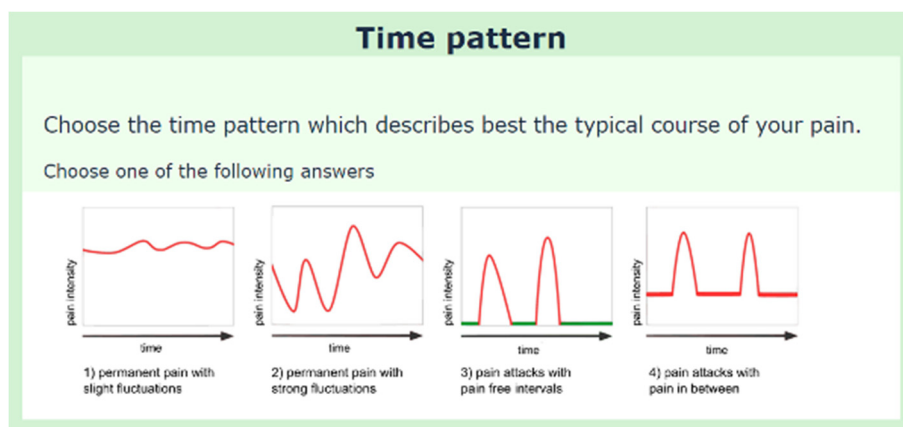 Time pattern
Choose the time pattern which describes best the typical course of your pain.
Choose one of the following answers
pain intensity
time
1) permanent pain with
slight fluctuations
pain intensity
time
2) permanent pain with
strong fluctuations
pain intensity
time
3) pain attacks with
pain free intervals
pain intensity
time
4) pain attacks with
pain in between